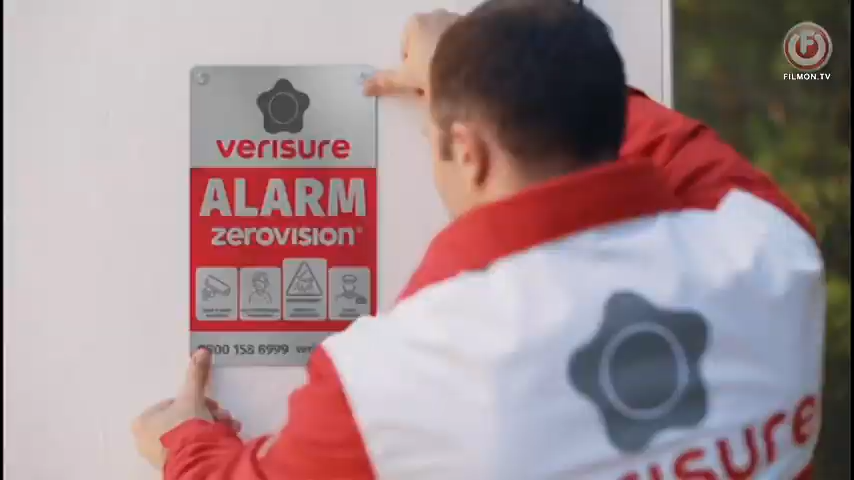 FILMON.TV
verisure
ALARM
zerovision
0800 158 6999
verisure